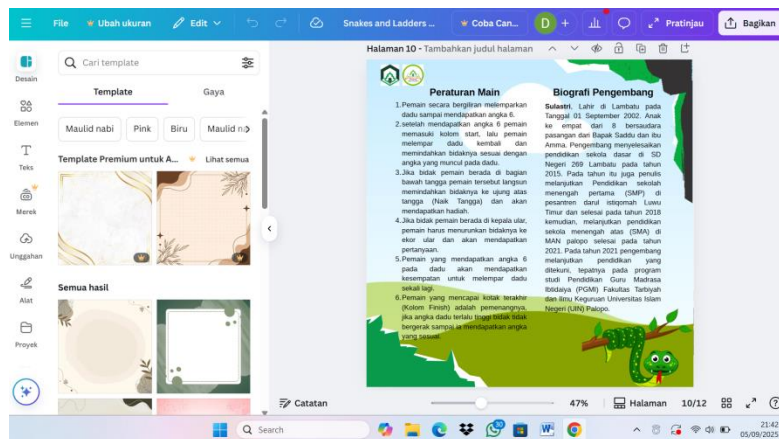 File
Ubah ukuran
Edit
Snakes and Ladders ...
Coba Can...
D
Pratinjau
Bagikan
Desain
Elemen
Teks
Merek
Unggahan
Alat
Proyek
Cari template
Template
Gaya
Maulid nabi
Pink
Biru
Template Premium untuk A...
Lihat semua
Semua hasil
Halaman 10 - Tambahkan judul halaman
Peraturan Main
1.Pemain secara bergiliran melemparkan
dadu sampai mendapatkan angka 6.
2.setelah mendapatkan angka 6 pemain
memasuki kolom start, lalu pemain
melempar dadu kembali dan
memindahkan bidaknya sesuai dengan
angka yang muncul pada dadu.
3.Jika bidak pemain berada di bagian
bawah tangga pemain tersebut langsun
memindahkan bidaknya ke ujung atas
tangga (Naik Tangga) dan akan
mendapatkan hadiah.
4.Jika bidak pemain berada di kepala ular,
pemain harus menurunkan bidaknya ke
ekor ular dan akan mendapatkan
pertanyaan.
5.Pemain yang mendapatkan angka 6
pada dadu akan mendapatkan
kesempatan untuk melempar dadu
sekali lagi.
6.Pemain yang mencapai kotak terakhir
(Kolom Finish) adalah pemenangnya,
jika angka dadu terlalu tinggi bidak tidak
bergerak sampai ia mendapatkan angka
yang sesuai.
Biografi Pengembang
Sulastri. Lahir di Lambatu pada
Tanggal 01 September 2002. Anak
ke empat dari 8 bersaudara
pasangan dari Bapak Saddu dan ibu
Amma. Pengembang menyelesaikan
pendidikan sekola dasar di SD
Negeri 269 Lambatu pada tahun
2015. Pada tahun itu juga penulis
melanjutkan Pendidikan sekolah
menengah pertama (SMP) di
pesantren darul istiqomah Luwu
Timur dan selesai pada tahun 2018
kemudian, melanjutkan pendidikan
sekola menengah atas (SMA) di
MAN palopo selesai pada tahun
2021. Pada tahun 2021 pengembang
melanjutkan pendidikan yang
ditekuni, tepatnya pada program
studi Pendidikan Guru Madrasa
Ibtidaiya (PGMI) Fakultas Tarbiyah
dan Ilmu Keguruan Universitas Islam
Negeri (UIN) Palopo.
Catatan
47%
Halaman
10/12
Search
21:42
05/09/2025